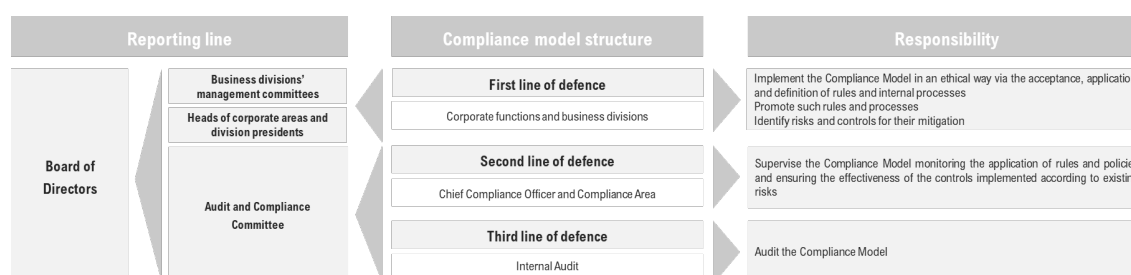 Reporting line
Compliance model structure
Responsibility
Board of
Directors
Business divisions'
management committees
Heads of corporate areas and
division presidents
Audit and Compliance
Committee
First line of defence
Corporate functions and business divisions
Second line of defence
Chief Compliance Officer and Compliance Area
Third line of defence
Internal Audit
Implement the Compliance Model in an ethical way via the acceptance, applicatio
and definition of rules and internal processes
Promote such rules and processes
Identify risks and controls for their mitigation
Supervise the Compliance Model monitoring the application of rules and policie
and ensuring the effectiveness of the controls implemented according to existin
risks
Audit the Compliance Model